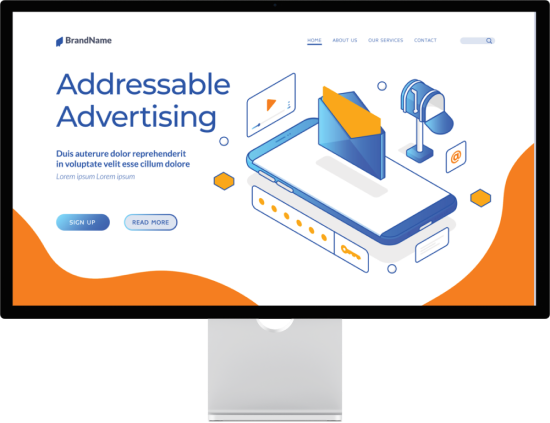 BrandName
HOME ABOUT US OUR SERVICES CONTACT
Addressable
Advertising
Duis auterure dolor reprehenderit
in voluptate velit esse cillum dolore
Lorem ipsum Lorem ipsum
SIGN UP READ MORE
@